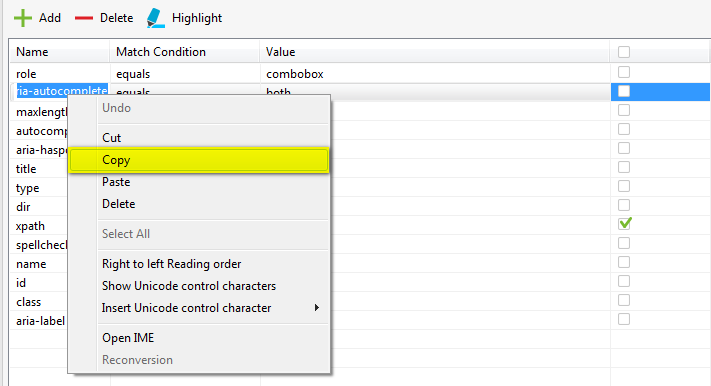 Add Delete Highlight
Name Match Condition Value
role equals combobox
ria-autocomplete equals both
maxlength
Undo
autocomp
Cut
aria-hasp
Copy
title
Paste
type
Delete
dir
xpath
Select All
spellcheck
name
Right to left Reading order
id
Show Unicode control characters
class
Insert Unicode control character
aria-label
Open IME
Reconversion